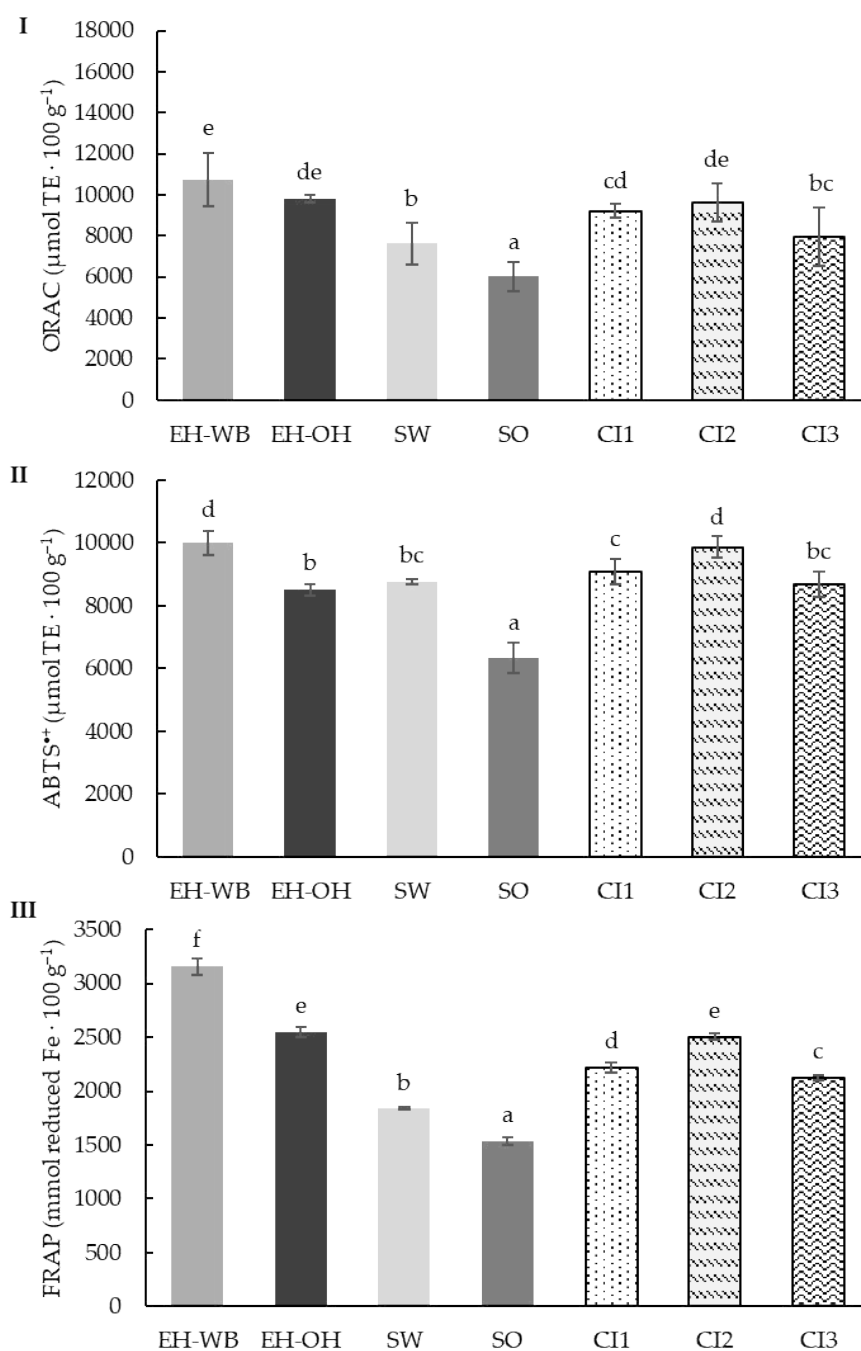 I
ORAC (µmol TE · 100 g⁻¹)
18000
16000
14000
12000
10000
8000
6000
4000
2000
0
e
de
b
a
cd
de
bc
EH-WB EH-OH SW SO CI1 CI2 CI3
II
ABTS•⁺ (µmol TE · 100 g⁻¹)
12000
10000
8000
6000
4000
2000
0
d
b
bc
a
c
d
bc
EH-WB EH-OH SW SO CI1 CI2 CI3
III
FRAP (mmol reduced Fe · 100 g⁻¹)
3500
3000
2500
2000
1500
1000
500
0
f
e
b
a
d
e
c
EH-WB EH-OH SW SO CI1 CI2 CI3